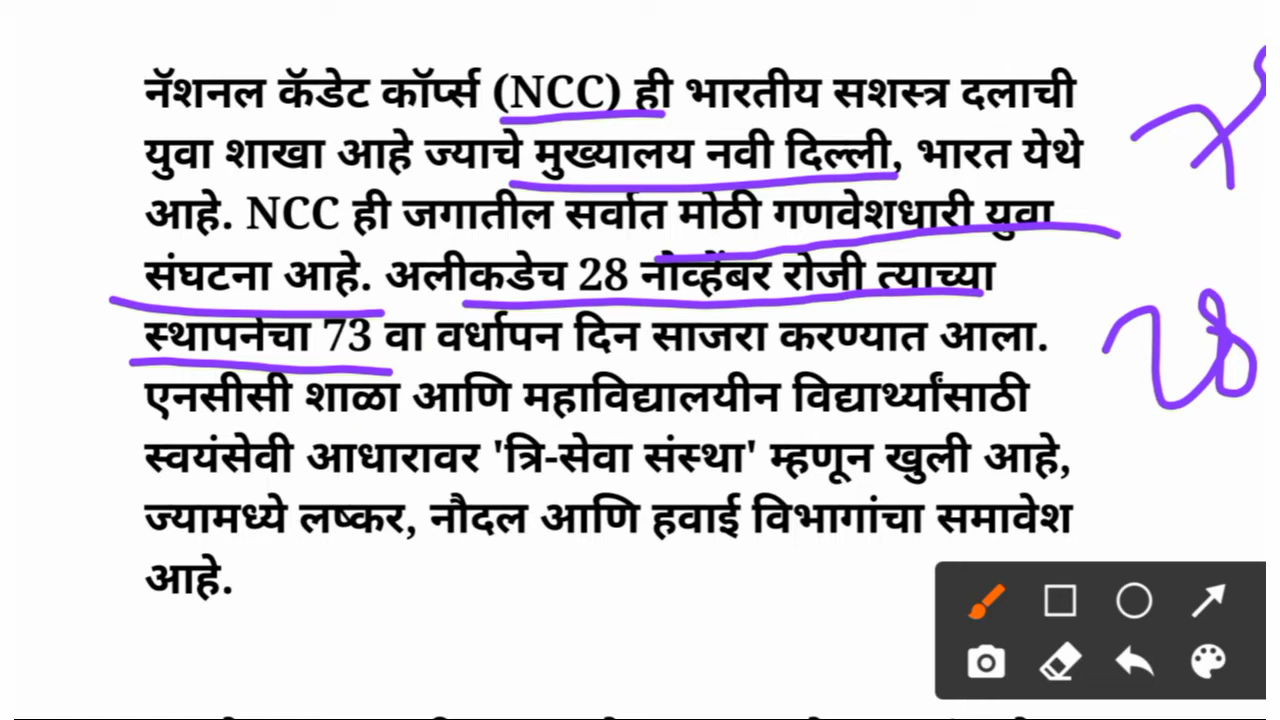 नॅशनल कॅडेट कॉर्प्स (NCC) ही भारतीय सशस्त्र दलाची
युवा शाखा आहे ज्याचे मुख्यालय नवी दिल्ली, भारत येथे
आहे. NCC ही जगातील सर्वात मोठी गणवेशधारी युवा
संघटना आहे. अलीकडेच 28 नोव्हेंबर रोजी त्याच्या
स्थापनेचा 73 वा वर्धापन दिन साजरा करण्यात आला.
एनसीसी शाळा आणि महाविद्यालयीन विद्यार्थ्यांसाठी
स्वयंसेवी आधारावर 'त्रि-सेवा संस्था' म्हणून खुली आहे,
ज्यामध्ये लष्कर, नौदल आणि हवाई विभागांचा समावेश
आहे.
28